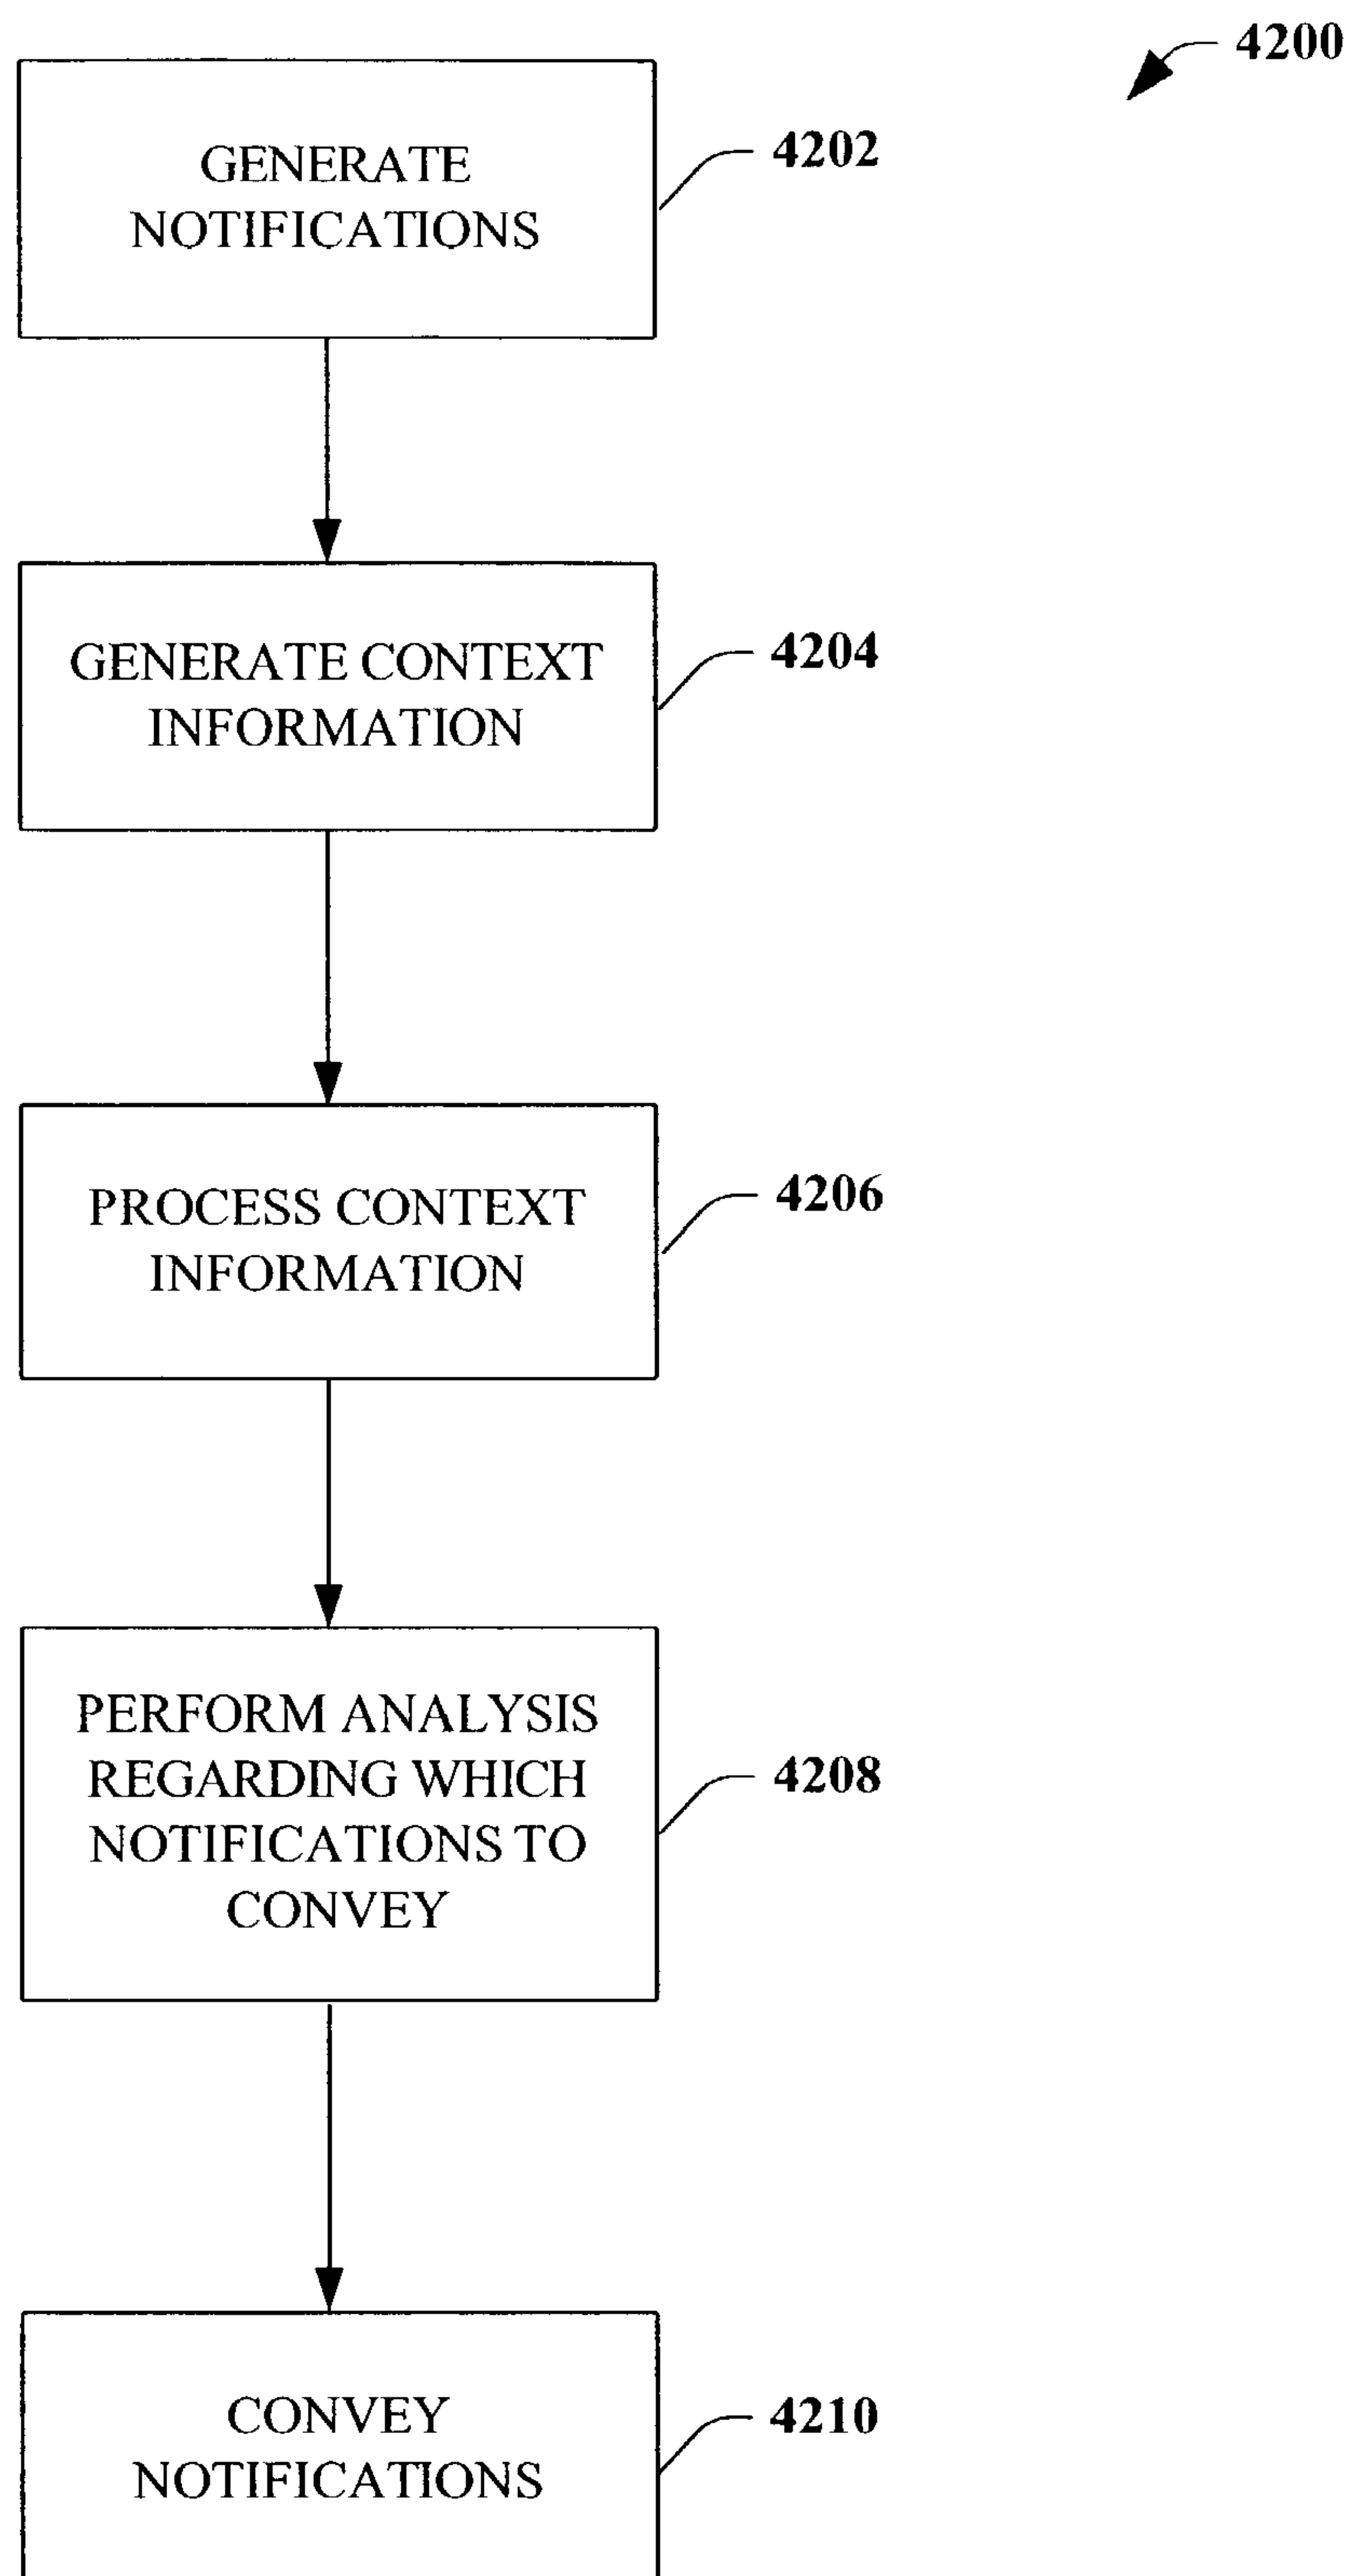 4200
GENERATE
NOTIFICATIONS
4202
GENERATE CONTEXT
INFORMATION
4204
PROCESS CONTEXT
INFORMATION
4206
PERFORM ANALYSIS
REGARDING WHICH
NOTIFICATIONS TO
CONVEY
4208
CONVEY
NOTIFICATIONS
4210